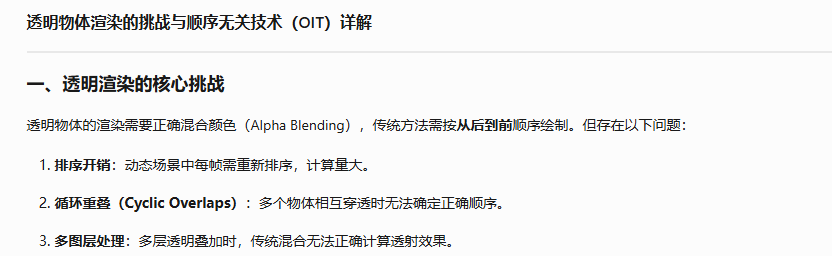 透明物体渲染的挑战与顺序无关技术（OIT）详解
一、透明渲染的核心挑战
透明物体的渲染需要正确混合颜色（Alpha Blending），传统方法需按从后到前顺序绘制。但存在以下问题：
1. 排序开销：动态场景中每帧需重新排序，计算量大。
2. 循环重叠（Cyclic Overlaps）：多个物体相互穿透时无法确定正确顺序。
3. 多图层处理：多层透明叠加时，传统混合无法正确计算透射效果。